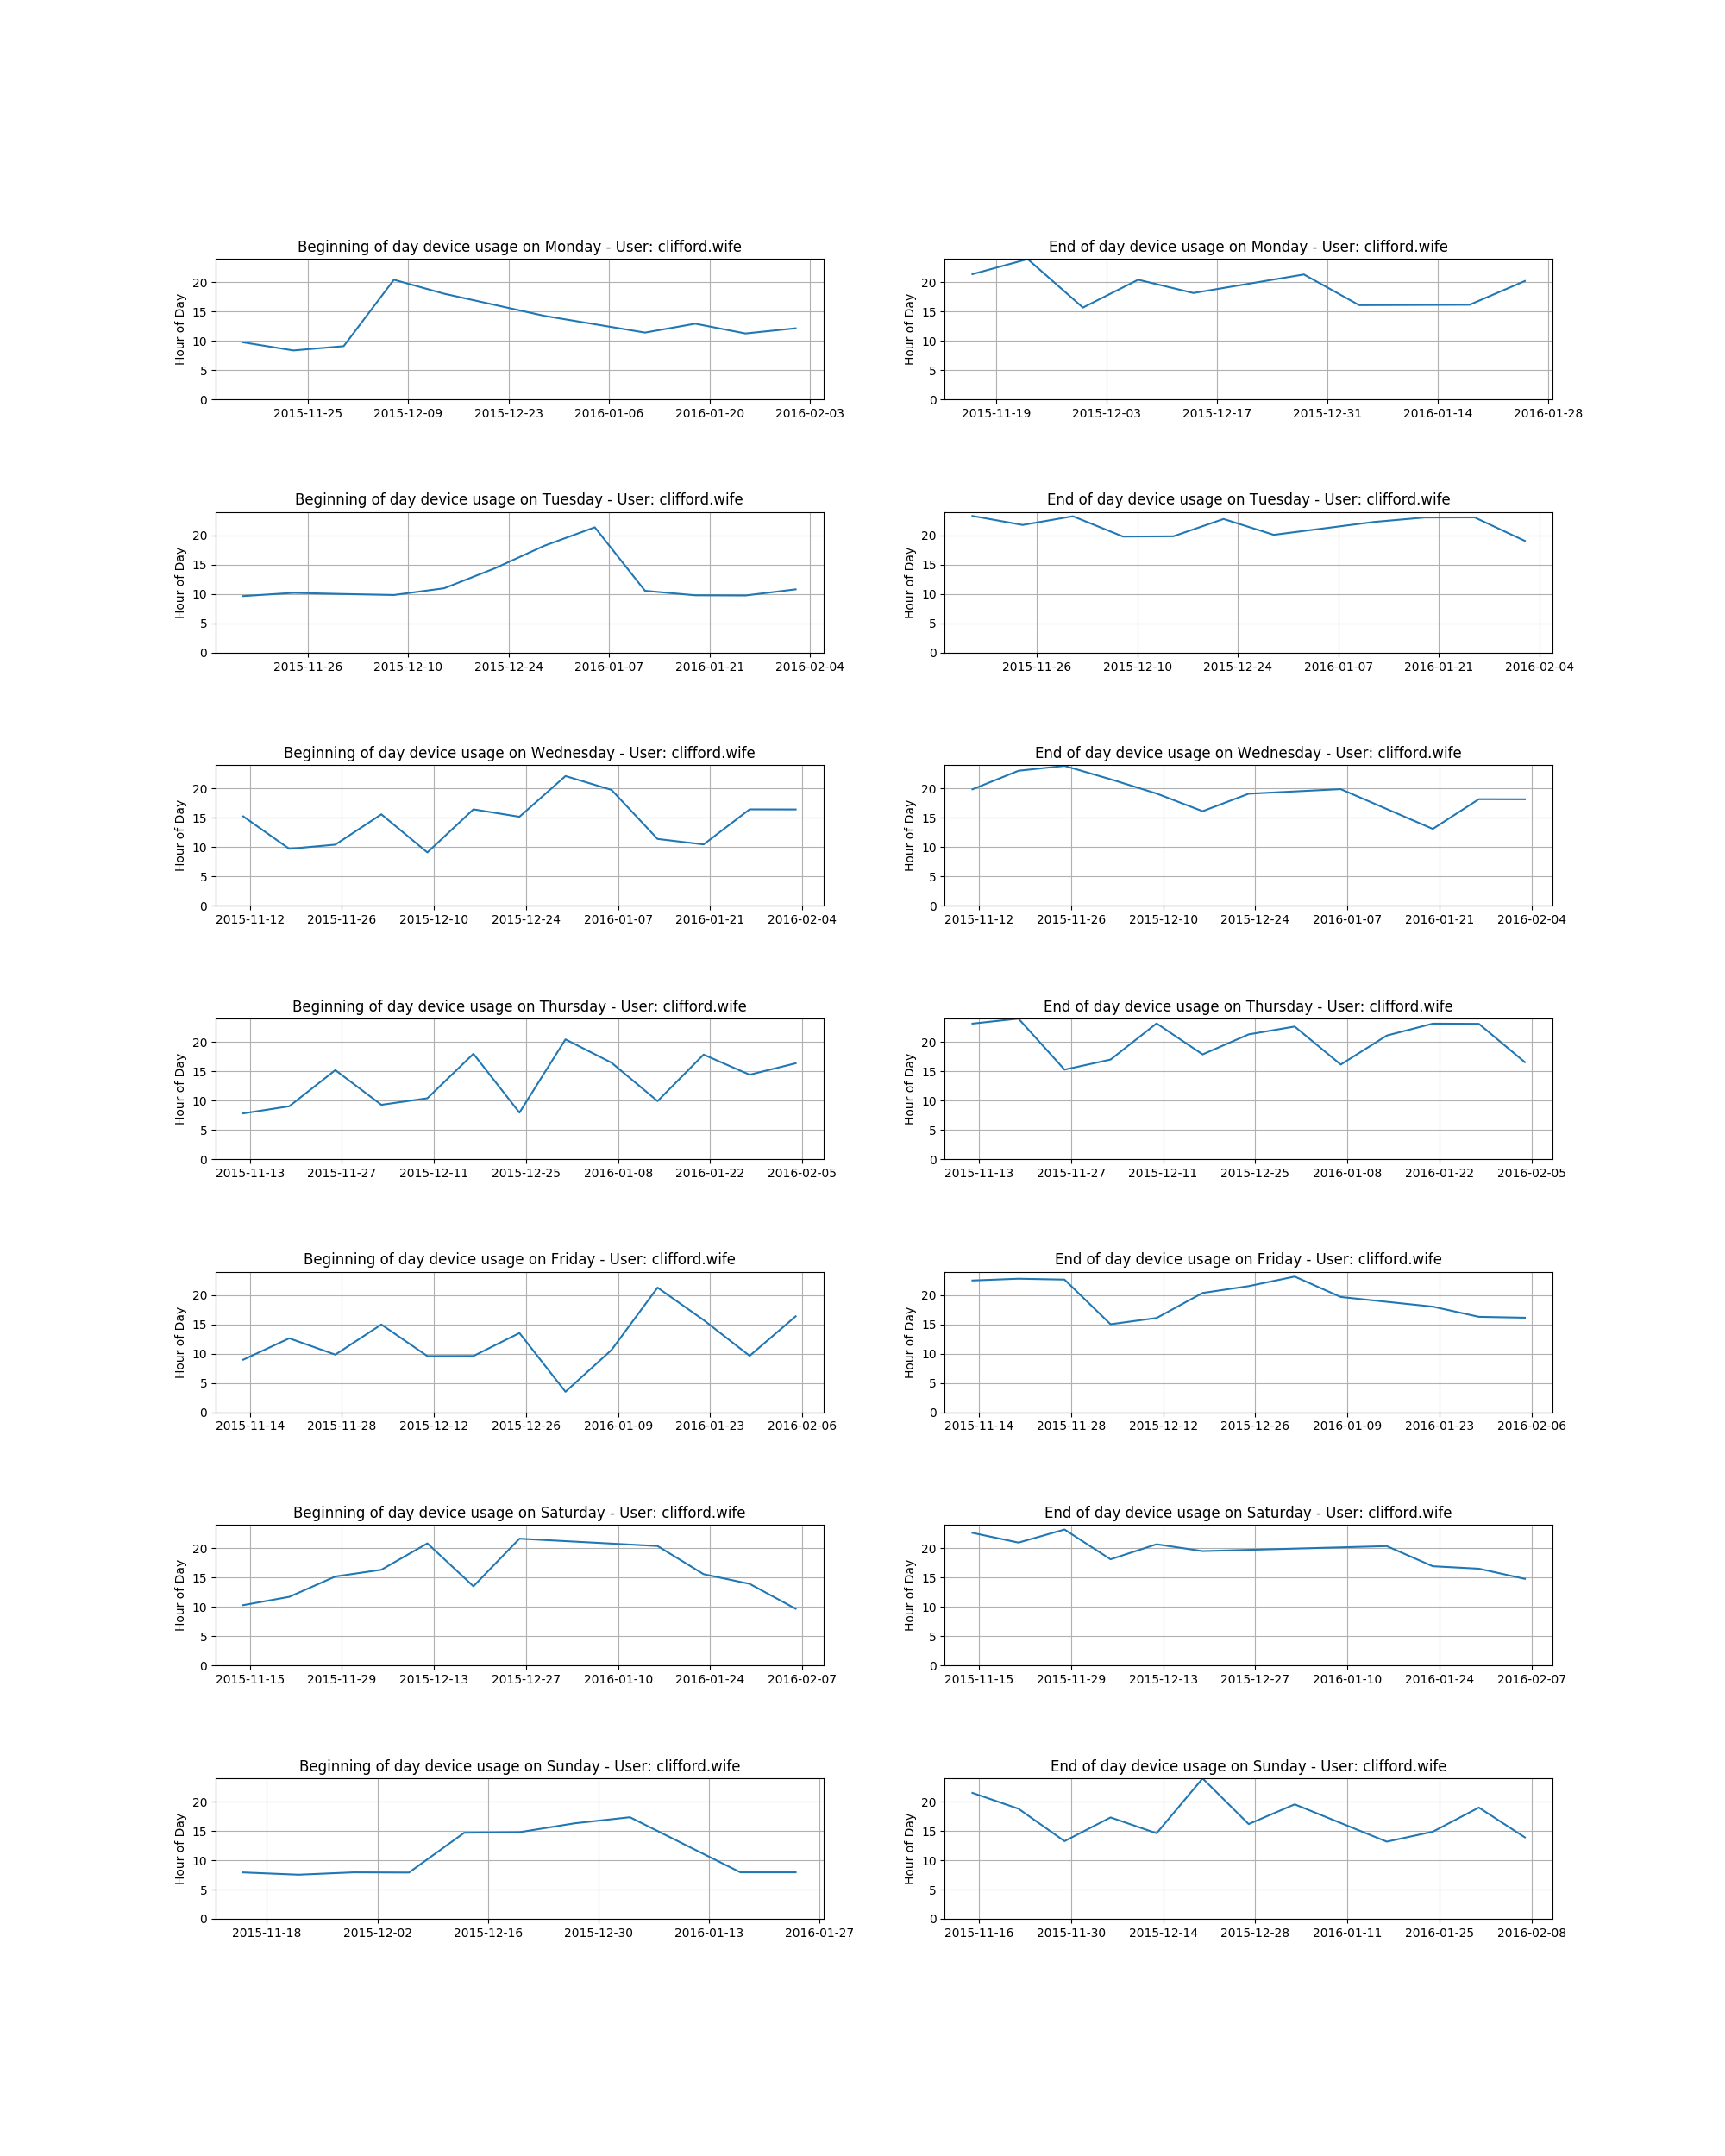 Beginning of day device usage on Monday - User: clifford.wife
Hour of Day
20
15
10
5
0
2015-11-25 2015-12-09 2015-12-23 2016-01-06 2016-01-20 2016-02-03
End of day device usage on Monday - User: clifford.wife
Hour of Day
20
15
10
5
0
2015-11-19 2015-12-03 2015-12-17 2015-12-31 2016-01-14 2016-01-28
Beginning of day device usage on Tuesday - User: clifford.wife
Hour of Day
20
15
10
5
0
2015-11-26 2015-12-10 2015-12-24 2016-01-07 2016-01-21 2016-02-04
End of day device usage on Tuesday - User: clifford.wife
Hour of Day
20
15
10
5
0
2015-11-26 2015-12-10 2015-12-24 2016-01-07 2016-01-21 2016-02-04
Beginning of day device usage on Wednesday - User: clifford.wife
Hour of Day
20
15
10
5
0
2015-11-12 2015-11-26 2015-12-10 2015-12-24 2016-01-07 2016-01-21 2016-02-04
End of day device usage on Wednesday - User: clifford.wife
Hour of Day
20
15
10
5
0
2015-11-12 2015-11-26 2015-12-10 2015-12-24 2016-01-07 2016-01-21 2016-02-04
Beginning of day device usage on Thursday - User: clifford.wife
Hour of Day
20
15
10
5
0
2015-11-13 2015-11-27 2015-12-11 2015-12-25 2016-01-08 2016-01-22 2016-02-05
End of day device usage on Thursday - User: clifford.wife
Hour of Day
20
15
10
5
0
2015-11-13 2015-11-27 2015-12-11 2015-12-25 2016-01-08 2016-01-22 2016-02-05
Beginning of day device usage on Friday - User: clifford.wife
Hour of Day
20
15
10
5
0
2015-11-14 2015-11-28 2015-12-12 2015-12-26 2016-01-09 2016-01-23 2016-02-06
End of day device usage on Friday - User: clifford.wife
Hour of Day
20
15
10
5
0
2015-11-14 2015-11-28 2015-12-12 2015-12-26 2016-01-09 2016-01-23 2016-02-06
Beginning of day device usage on Saturday - User: clifford.wife
Hour of Day
20
15
10
5
0
2015-11-15 2015-11-29 2015-12-13 2015-12-27 2016-01-10 2016-01-24 2016-02-07
End of day device usage on Saturday - User: clifford.wife
Hour of Day
20
15
10
5
0
2015-11-15 2015-11-29 2015-12-13 2015-12-27 2016-01-10 2016-01-24 2016-02-07
Beginning of day device usage on Sunday - User: clifford.wife
Hour of Day
20
15
10
5
0
2015-11-18 2015-12-02 2015-12-16 2015-12-30 2016-01-13 2016-01-27
End of day device usage on Sunday - User: clifford.wife
Hour of Day
20
15
10
5
0
2015-11-16 2015-11-30 2015-12-14 2015-12-28 2016-01-11 2016-01-25 2016-02-08